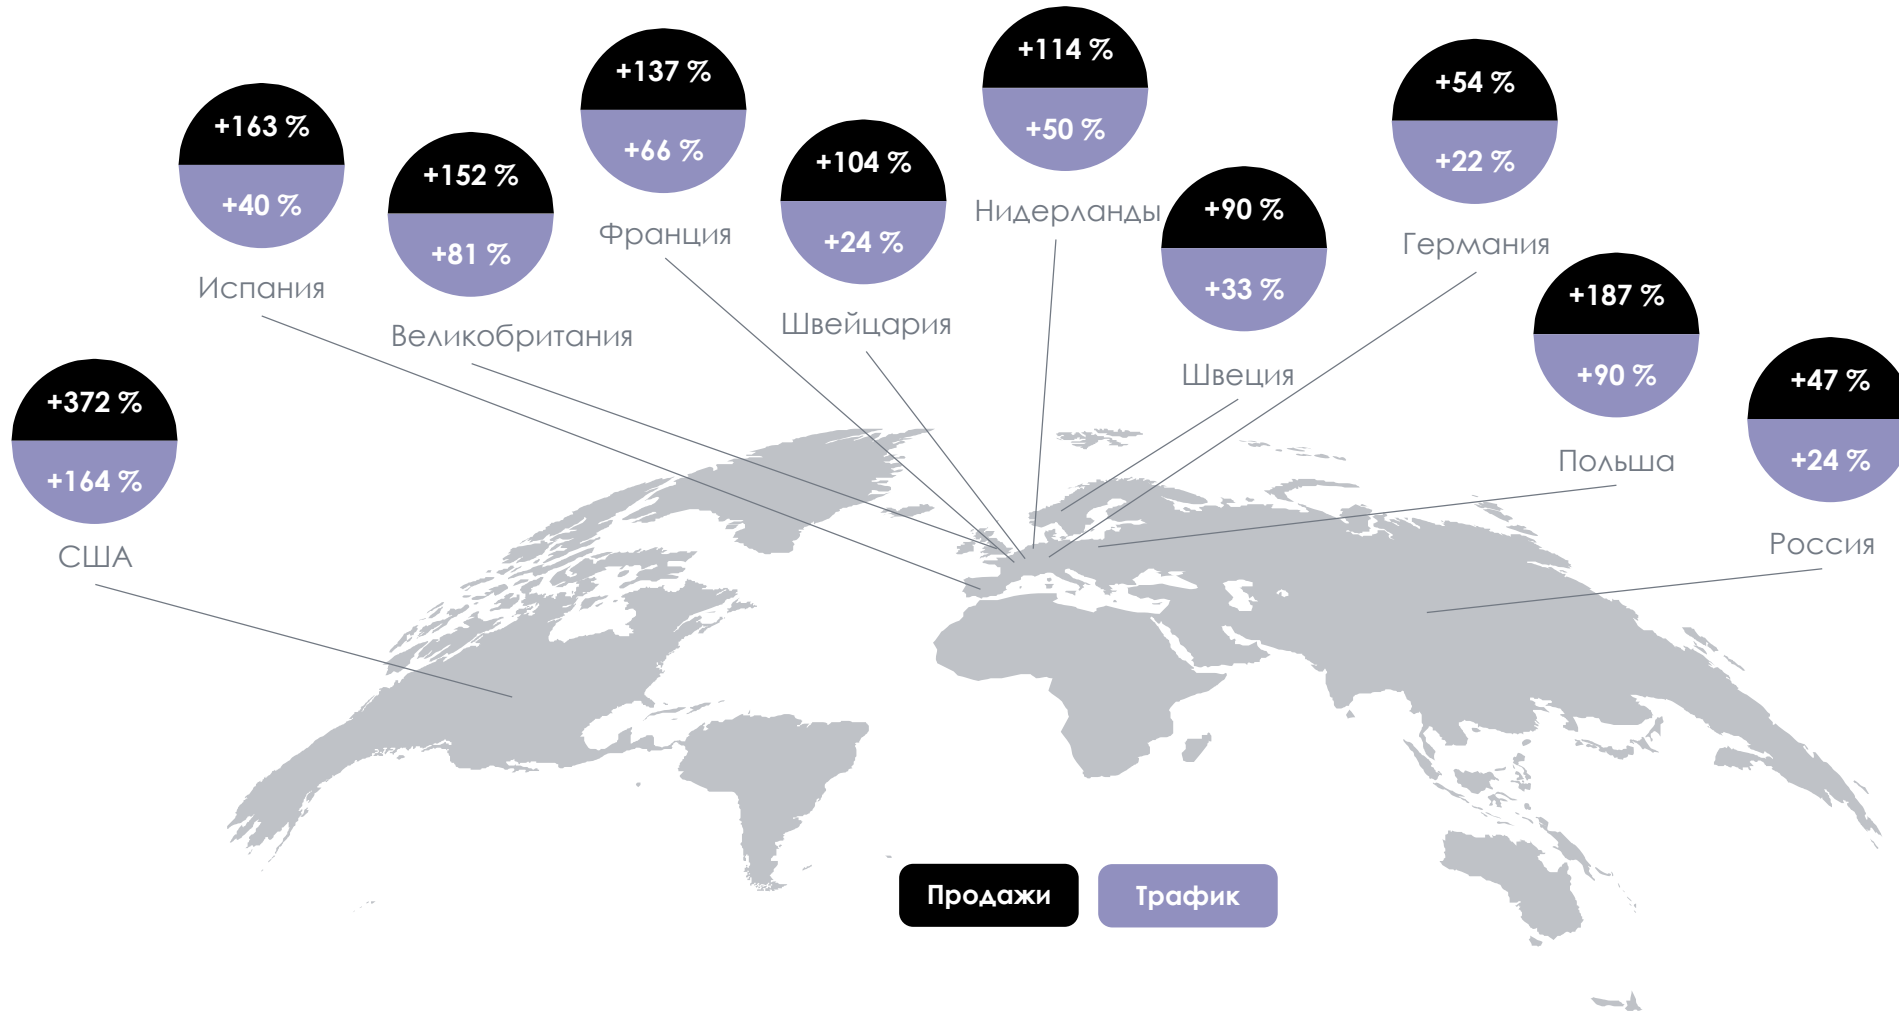 +163 %
+40 %
Испания
+152 %
+81 %
Великобритания
+137 %
+66 %
Франция
+104 %
+24 %
Швейцария
+114 %
+50 %
Нидерланды
+90 %
+33 %
Швеция
+54 %
+22 %
Германия
+187 %
+90 %
Польша
+47 %
+24 %
Россия
+372 %
+164 %
США
Продажи
Трафик